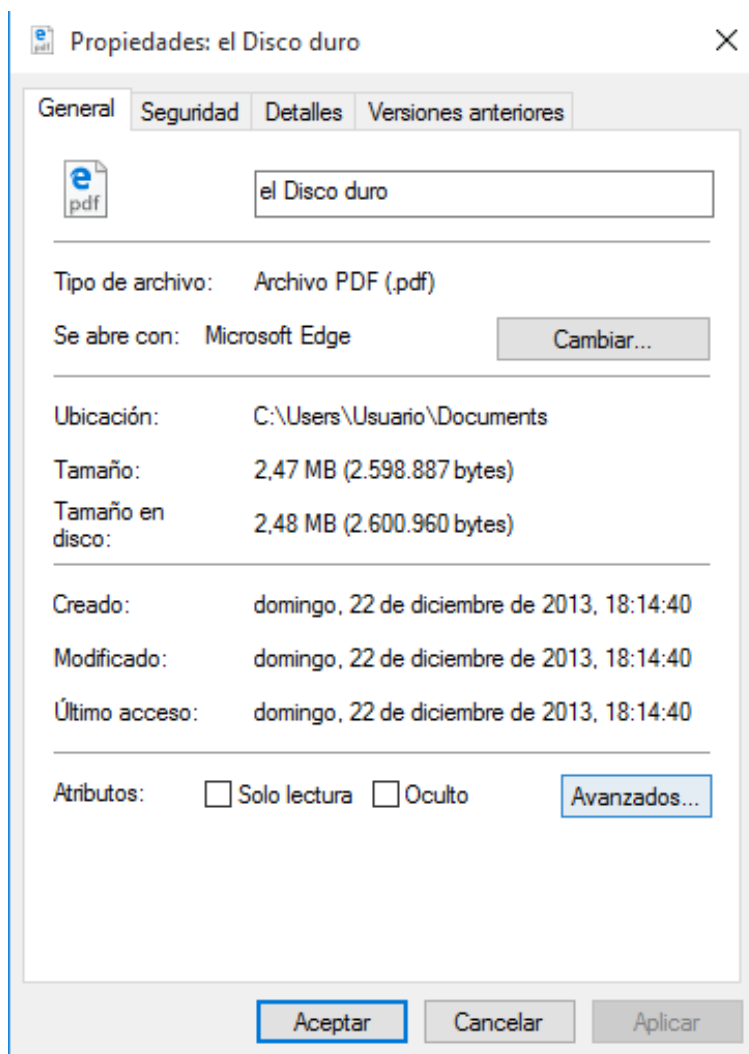 Propiedades: el Disco duro
General Seguridad Detalles Versiones anteriores
pdf
el Disco duro
Tipo de archivo: Archivo PDF (.pdf)
Se abre con: Microsoft Edge Cambiar...
Ubicación: C:\Users\Usuario\Documents
Tamaño: 2,47 MB (2.598.887 bytes)
Tamaño en
disco: 2,48 MB (2.600.960 bytes)
Creado: domingo, 22 de diciembre de 2013, 18:14:40
Modificado: domingo, 22 de diciembre de 2013, 18:14:40
Último acceso: domingo, 22 de diciembre de 2013, 18:14:40
Atributos: Solo lectura Oculto Avanzados...
Aceptar Cancelar Aplicar